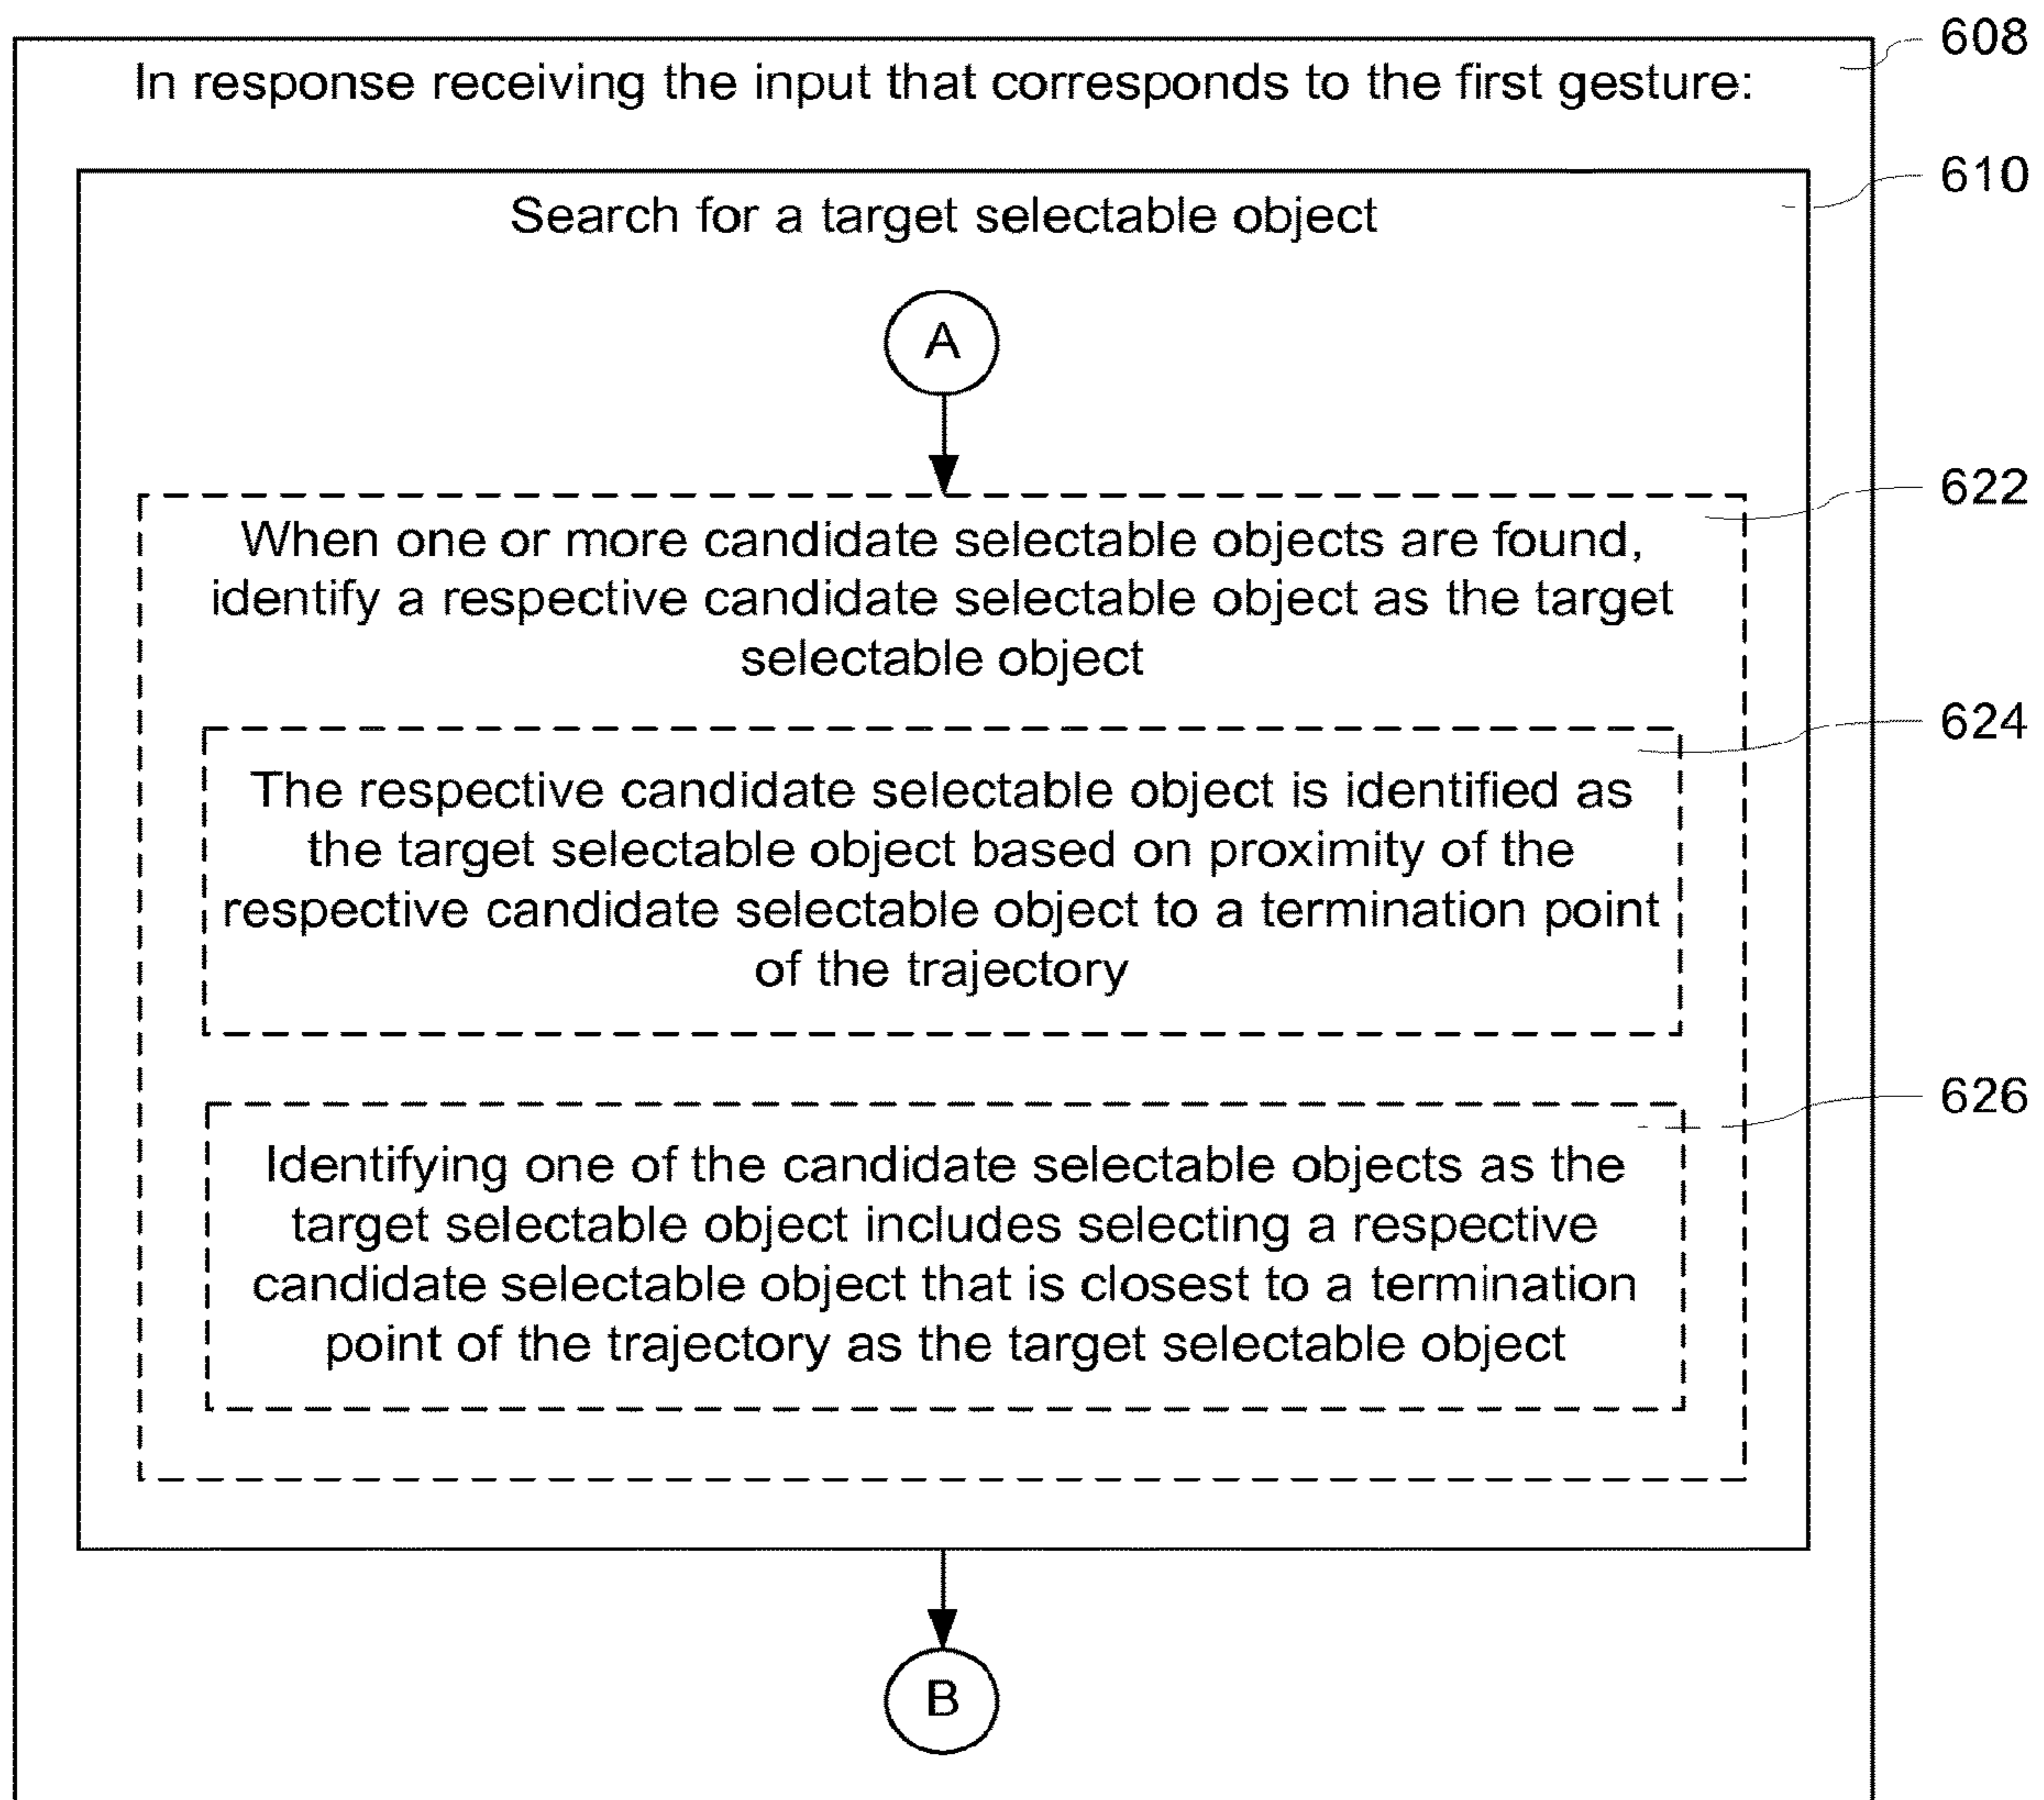 608
In response receiving the input that corresponds to the first gesture:
610
Search for a target selectable object
A
622
When one or more candidate selectable objects are found,
identify a respective candidate selectable object as the target
selectable object
624
The respective candidate selectable object is identified as
the target selectable object based on proximity of the
respective candidate selectable object to a termination point
of the trajectory
626
Identifying one of the candidate selectable objects as the
target selectable object includes selecting a respective
candidate selectable object that is closest to a termination
point of the trajectory as the target selectable object
B